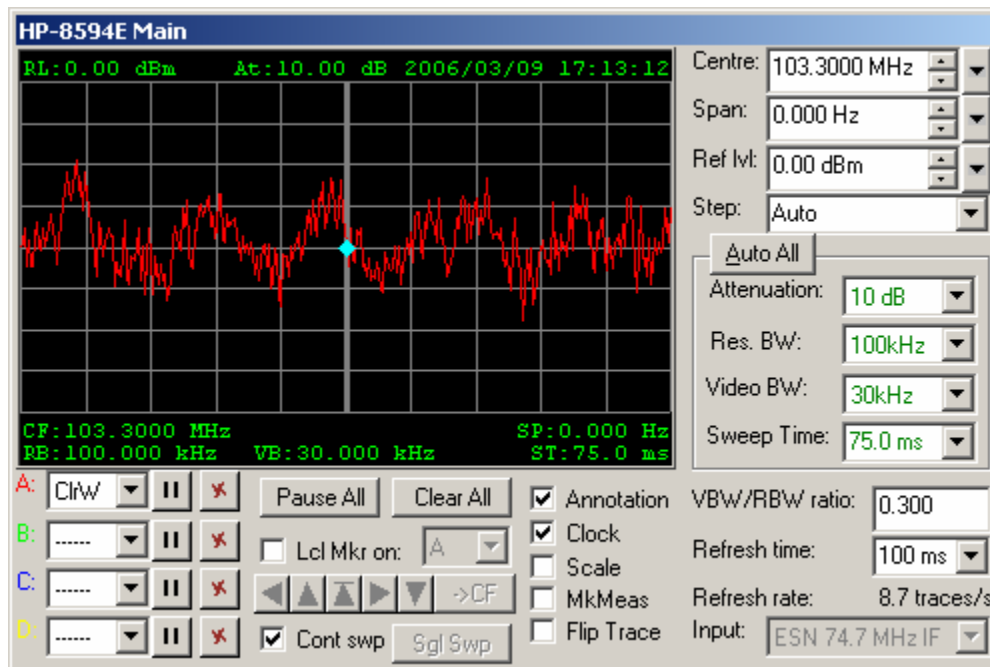 HP-8594E Main
RL:0.00 dBm At:10.00 dB 2006/03/09 17:13:12
CF:103.3000 MHz SP:0.000 Hz
RB:100.000 kHz VB:30.000 kHz ST:75.0 ms
Centre: 103.3000 MHz
Span: 0.000 Hz
Ref lvl: 0.00 dBm
Step: Auto
Auto All
Attenuation: 10 dB
Res. BW: 100kHz
Video BW: 30kHz
Sweep Time: 75.0 ms
A: ClrW
B: ------
C: ------
D: ------
Pause All Clear All
Lcl Mkr on: A
->CF
Cont swp Sgl Swp
Annotation
Clock
Scale
MkMeas
Flip Trace
VBW/RBW ratio: 0.300
Refresh time: 100 ms
Refresh rate: 8.7 traces/s
Input: ESN 74.7 MHz IF